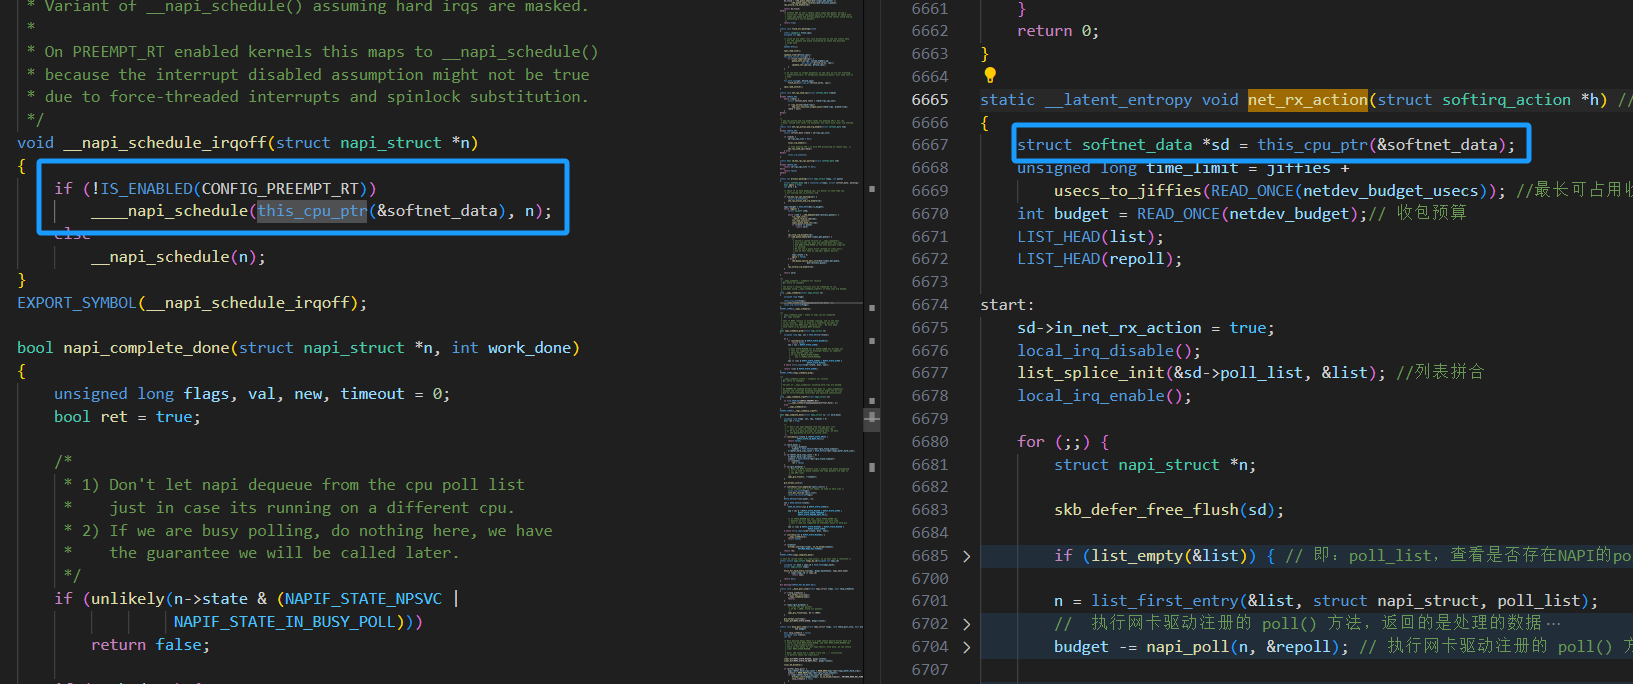 * Variant of __napi_schedule() assuming hard irqs are masked.
 *
 * On PREEMPT_RT enabled kernels this maps to __napi_schedule()
 * because the interrupt disabled assumption might not be true
 * due to force-threaded interrupts and spinlock substitution.
 */
void __napi_schedule_irqoff(struct napi_struct *n)
{
    if (!IS_ENABLED(CONFIG_PREEMPT_RT))
        ____napi_schedule(this_cpu_ptr(&softnet_data), n);
    else
        __napi_schedule(n);
}
EXPORT_SYMBOL(__napi_schedule_irqoff);

bool napi_complete_done(struct napi_struct *n, int work_done)
{
    unsigned long flags, val, new, timeout = 0;
    bool ret = true;

    /*
     * 1) Don't let napi dequeue from the cpu poll list
     *    just in case its running on a different cpu.
     * 2) If we are busy polling, do nothing here, we have
     *    the guarantee we will be called later.
     */
    if (unlikely(n->state & (NAPIF_STATE_NPSVC |
                 NAPIF_STATE_IN_BUSY_POLL)))
        return false;

6661     }
6662     return 0;
6663 }
6664
6665 static __latent_entropy void net_rx_action(struct softirq_action *h) //
6666 {
6667     struct softnet_data *sd = this_cpu_ptr(&softnet_data);
6668     unsigned long time_limit = jiffies +
6669         usecs_to_jiffies(READ_ONCE(netdev_budget_usecs)); //最长可占用收
6670     int budget = READ_ONCE(netdev_budget);// 收包预算
6671     LIST_HEAD(list);
6672     LIST_HEAD(repoll);
6673
6674 start:
6675     sd->in_net_rx_action = true;
6676     local_irq_disable();
6677     list_splice_init(&sd->poll_list, &list); //列表拼合
6678     local_irq_enable();
6679
6680     for (;;) {
6681         struct napi_struct *n;
6682
6683         skb_defer_free_flush(sd);
6684
6685         if (list_empty(&list)) { // 即：poll_list，查看是否存在NAPI的po
6700
6701         n = list_first_entry(&list, struct napi_struct, poll_list);
6702         //  执行网卡驱动注册的 poll() 方法，返回的是处理的数据…
6704         budget -= napi_poll(n, &repoll); // 执行网卡驱动注册的 poll() 方
6707